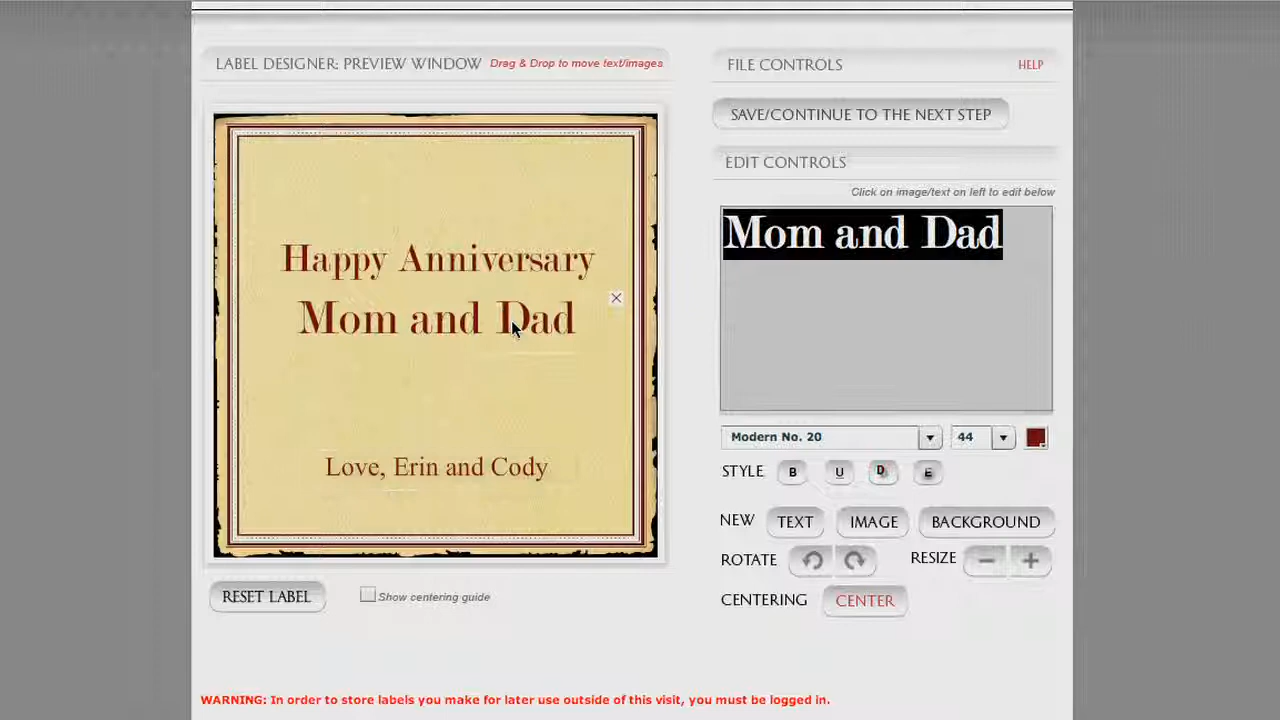 LABEL DESIGNER: PREVIEW WINDOW Drag & Drop to move text/images
Happy Anniversary
Mom and Dad
Love, Erin and Cody
RESET LABEL
Show centering guide
FILE CONTROLS HELP
SAVE/CONTINUE TO THE NEXT STEP
EDIT CONTROLS
Click on image/text on left to edit below
Mom and Dad
Modern No. 20 44
STYLE B U D E
NEW TEXT IMAGE BACKGROUND
ROTATE RESIZE − +
CENTERING CENTER
WARNING: In order to store labels you make for later use outside of this visit, you must be logged in.